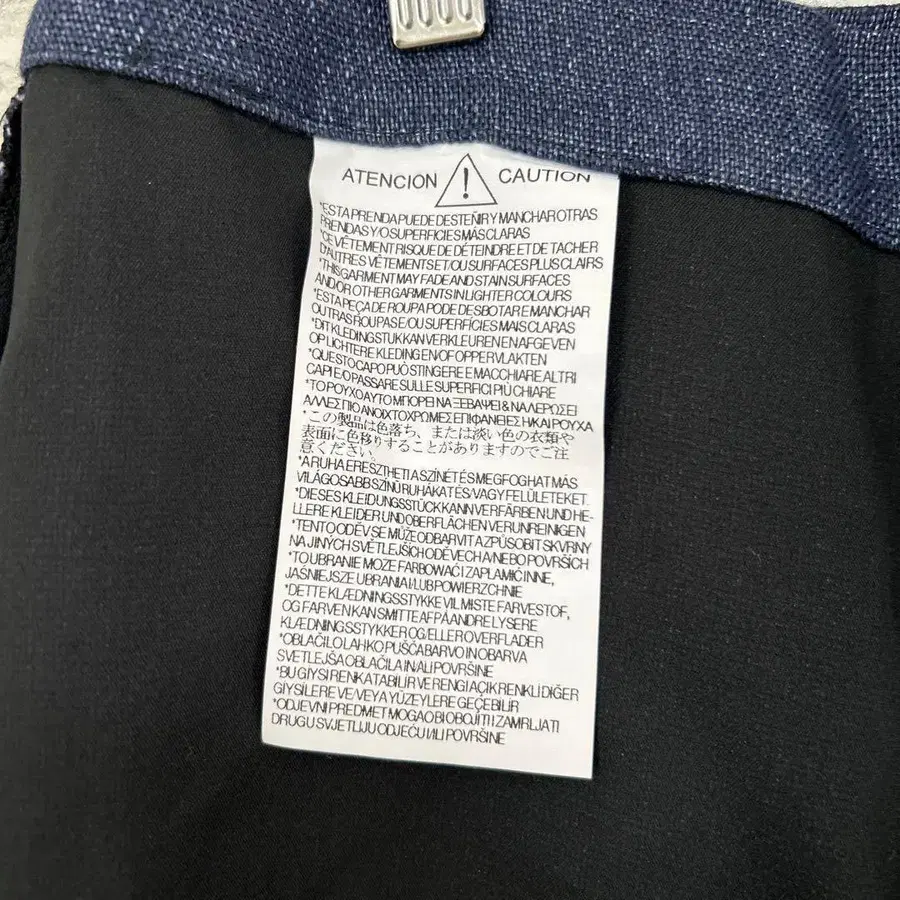 ATENCION ! CAUTION
*ESTA PRENDA PUEDE DESTEÑIR Y MANCHAR OTRAS
PRENDAS Y/O SUPERFICIES MAS CLARAS
*CE VÊTEMENT RISQUE DE DÉTEINDRE ET DE TACHER
D'AUTRES VÊTEMENTS ET/OU SURFACES PLUS CLAIRS
*THIS GARMENT MAY FADE AND STAIN SURFACES
AND/OR OTHER GARMENTS IN LIGHTER COLOURS
*ESTA PEÇA DE ROUPA PODE DESBOTAR E MANCHAR
OUTRAS ROUPAS E/OU SUPERFÍCIES MAIS CLARAS
*DIT KLEDINGSTUK KAN VERKLEUREN EN AFGEVEN
OP LICHTERE KLEDING EN/OF OPPERVLAKTEN
*QUESTO CAPO PUÒ STINGERE E MACCHIARE ALTRI
CAPI E/O PASSARE SULLE SUPERFICI PIÙ CHIARE
*ΤΟ ΡΟΥΧΟ ΑΥΤΟ ΜΠΟΡΕΙ ΝΑ ΞΕΒΑΨΕΙ & ΝΑ ΛΕΡΩΣΕΙ
ΑΛΛΕΣ ΠΙΟ ΑΝΟΙΧΤΟΧΡΩΜΕΣ ΕΠΙΦΑΝΕΙΕΣ Η ΚΑΙ ΡΟΥΧΑ
*この製品は色落ち、または淡い色の衣類や
表面に色移りすることがありますのでご注
意ください。
*A RUHA ERESZTHETI A SZÍNÉT ÉS MEGFOGHAT MÁS
VILÁGOSABB SZÍNŰ RUHÁKAT ÉS/VAGY FELÜLETEKET
*DIESES KLEIDUNGSSTÜCK KANN VERFÄRBEN UND HE-
LLERE KLEIDER UND OBERFLÄCHEN VERUNREINIGEN
*TENTO ODĚV SE MŮŽE ODBARVIT A ZPŮSOBIT SKVRNY
NA JINÝCH SVĚTLEJŠÍCH ODĚVECH A/NEBO POVRŠÍCH
*TO UBRANIE MOZE FARBOWAĆ I ZAPLAMIĆ INNE,
JAŚNIEJSZE UBRANIA I/LUB POWIERZCHNIE
*DETTE KLÆDNINGSSTYKKE VIL MISTE FARVESTOF,
OG FARVEN KAN SMITTE AF PÅ ANDRE LYSERE
KLÆDNINGSSTYKKER OG/ELLER OVERFLADER
*OBLAČILO LAHKO PUŠČA BARVO IN OBARVA
SVETLEJŠA OBLAČILA IN/ALI POVRŠINE
*BU GIYSI RENK ATABILIR VE RENGI AÇIK RENKLI DIĞER
GIYSILERE VE/VEYA YÜZEYLERE GEÇEBILIR
*ODJEVNI PREDMET MOGAO BI OBOJITI I ZAMRLJATI
DRUGU SVJETLIJU ODJEĆU I/ILI POVRŠINE